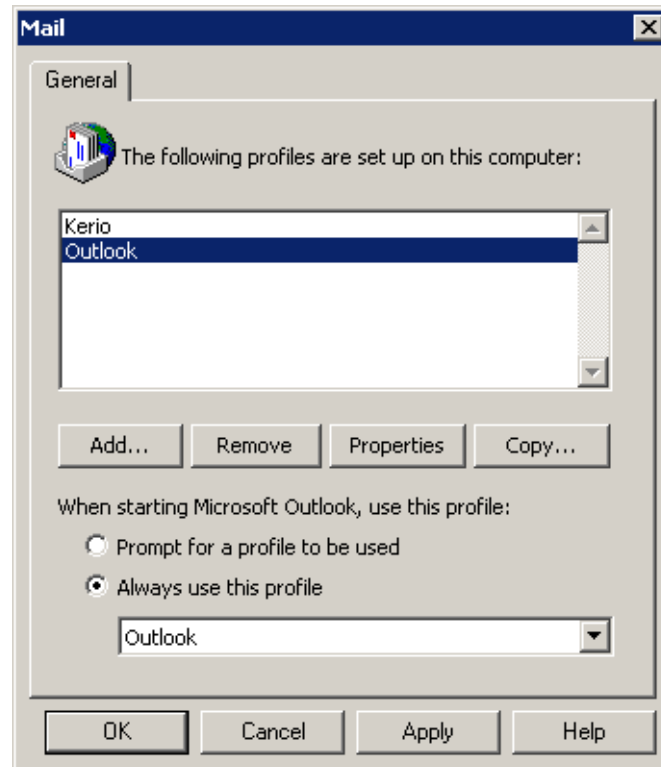 Mail
General
The following profiles are set up on this computer:
Kerio
Outlook
Add... Remove Properties Copy...
When starting Microsoft Outlook, use this profile:
Prompt for a profile to be used
Always use this profile
Outlook
OK Cancel Apply Help